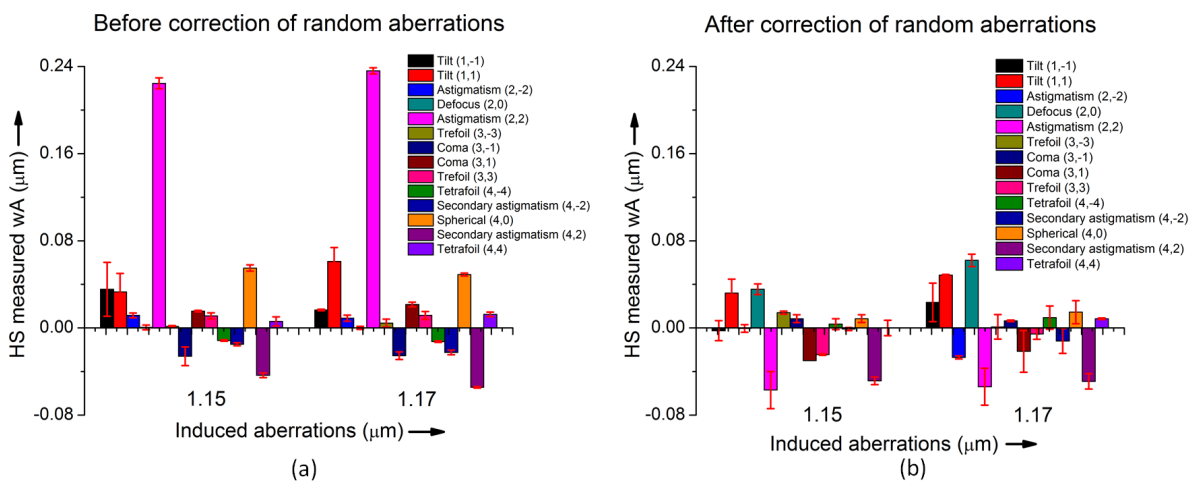 Before correction of random aberrations
HS measured wA (μm)
0.24
0.16
0.08
0.00
-0.08
Tilt (1,-1)
Tilt (1,1)
Astigmatism (2,-2)
Defocus (2,0)
Astigmatism (2,2)
Trefoil (3,-3)
Coma (3,-1)
Coma (3,1)
Trefoil (3,3)
Tetrafoil (4,-4)
Secondary astigmatism (4,-2)
Spherical (4,0)
Secondary astigmatism (4,2)
Tetrafoil (4,4)
1.15
1.17
Induced aberrations (μm)
(a)
After correction of random aberrations
HS measured wA (μm)
0.24
0.16
0.08
0.00
-0.08
Tilt (1,-1)
Tilt (1,1)
Astigmatism (2,-2)
Defocus (2,0)
Astigmatism (2,2)
Trefoil (3,-3)
Coma (3,-1)
Coma (3,1)
Trefoil (3,3)
Tetrafoil (4,-4)
Secondary astigmatism (4,-2)
Spherical (4,0)
Secondary astigmatism (4,2)
Tetrafoil (4,4)
1.15
1.17
Induced aberrations (μm)
(b)